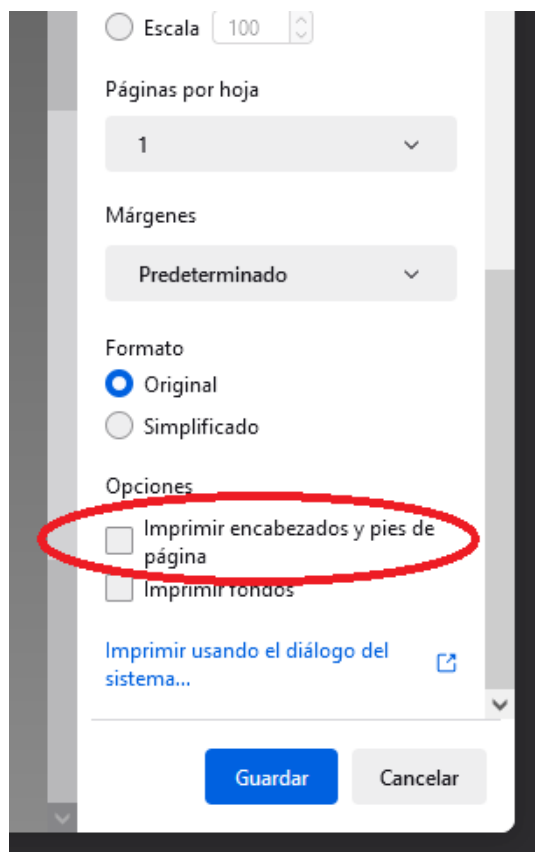 Escala 100
Páginas por hoja
1
Márgenes
Predeterminado
Formato
Original
Simplificado
Opciones
Imprimir encabezados y pies de
página
Imprimir fondos
Imprimir usando el diálogo del
sistema...
Guardar Cancelar